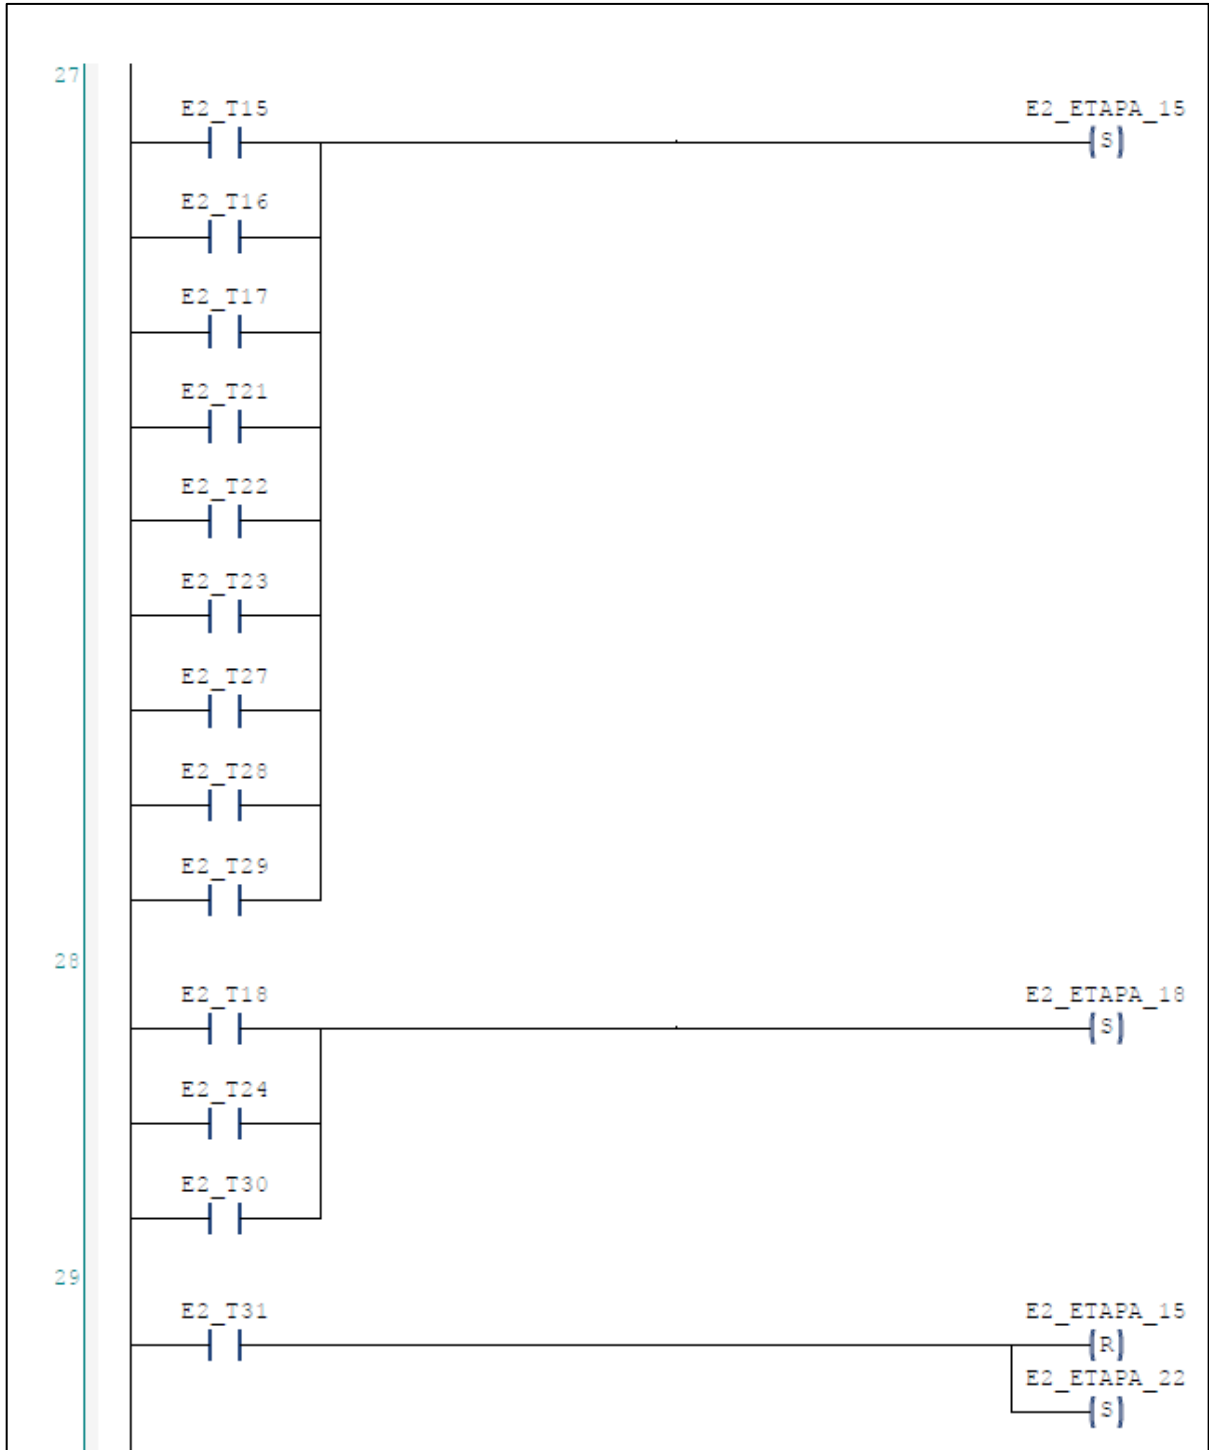 27
E2_T15 E2_ETAPA_15
S
E2_T16
E2_T17
E2_T21
E2_T22
E2_T23
E2_T27
E2_T28
E2_T29
28
E2_T18 E2_ETAPA_18
S
E2_T24
E2_T30
29
E2_T31 E2_ETAPA_15
R
E2_ETAPA_22
S